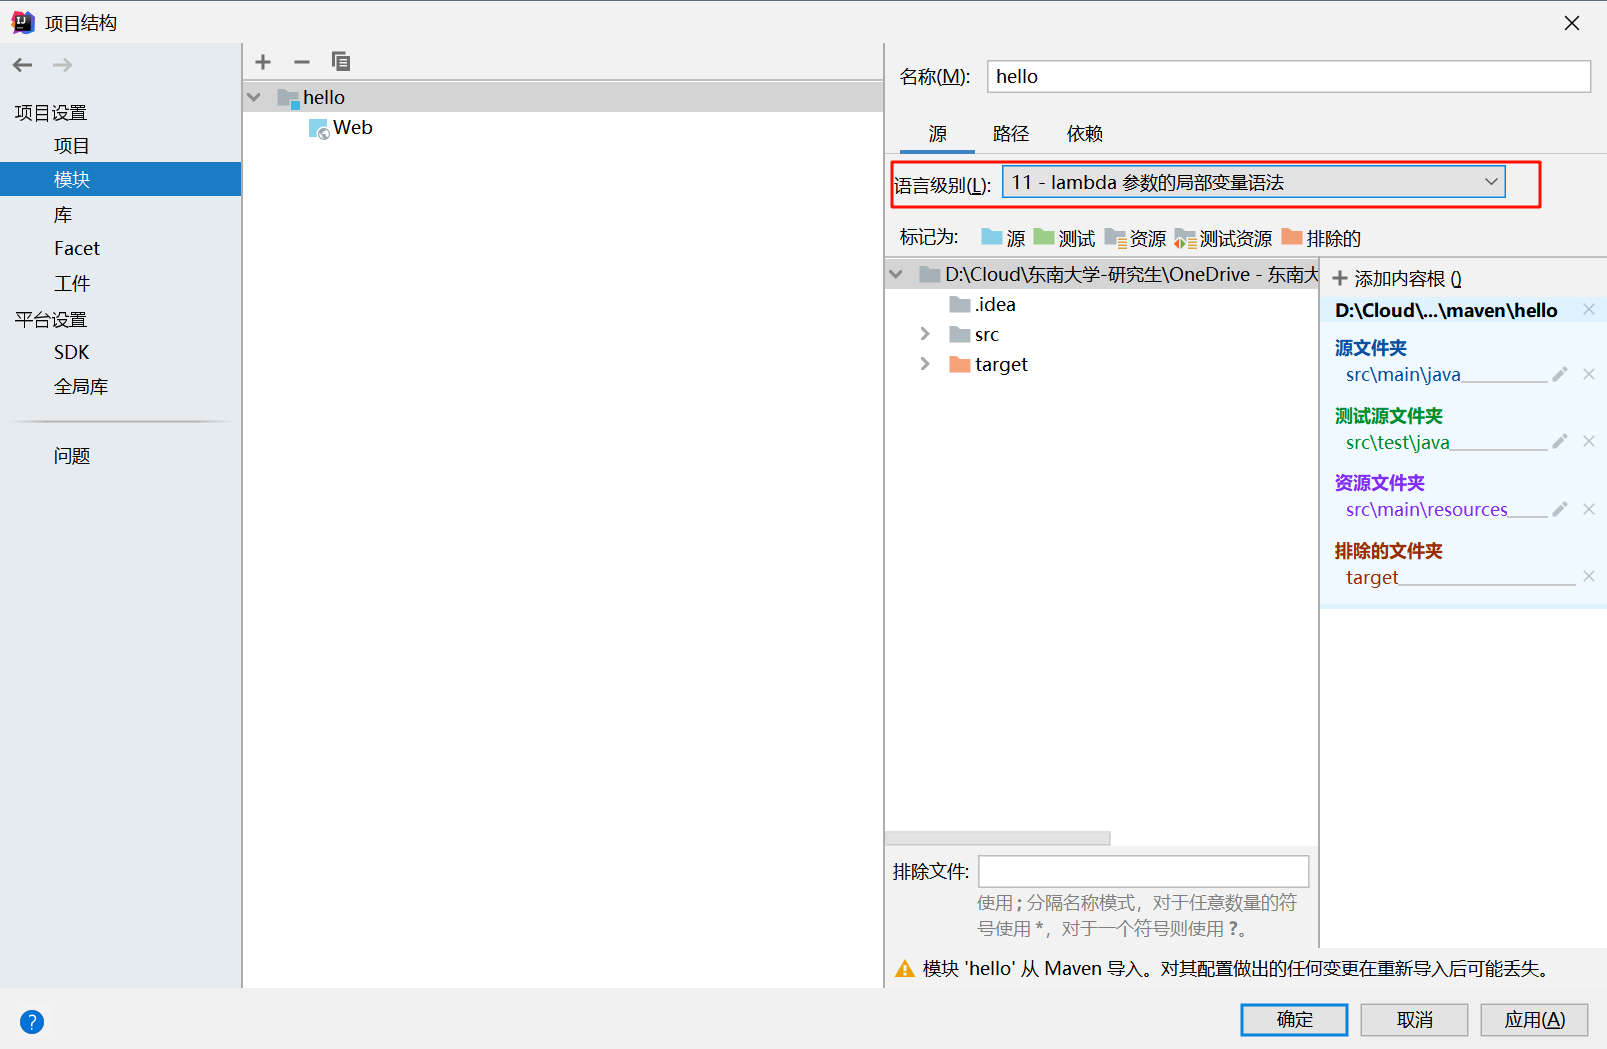 项目结构
项目设置
项目
模块
库
Facet
工件
平台设置
SDK
全局库
问题
hello
Web
名称(M): hello
源 路径 依赖
语言级别(L): 11 - lambda 参数的局部变量语法
标记为: 源 测试 资源 测试资源 排除的
D:\Cloud\东南大学-研究生\OneDrive - 东南大
.idea
src
target
添加内容根 ()
D:\Cloud\...\maven\hello
源文件夹
src\main\java
测试源文件夹
src\test\java
资源文件夹
src\main\resources
排除的文件夹
target
排除文件:
使用 ; 分隔名称模式，对于任意数量的符
号使用 *，对于一个符号则使用 ?。
模块 'hello' 从 Maven 导入。对其配置做出的任何变更在重新导入后可能丢失。
?
确定 取消 应用(A)